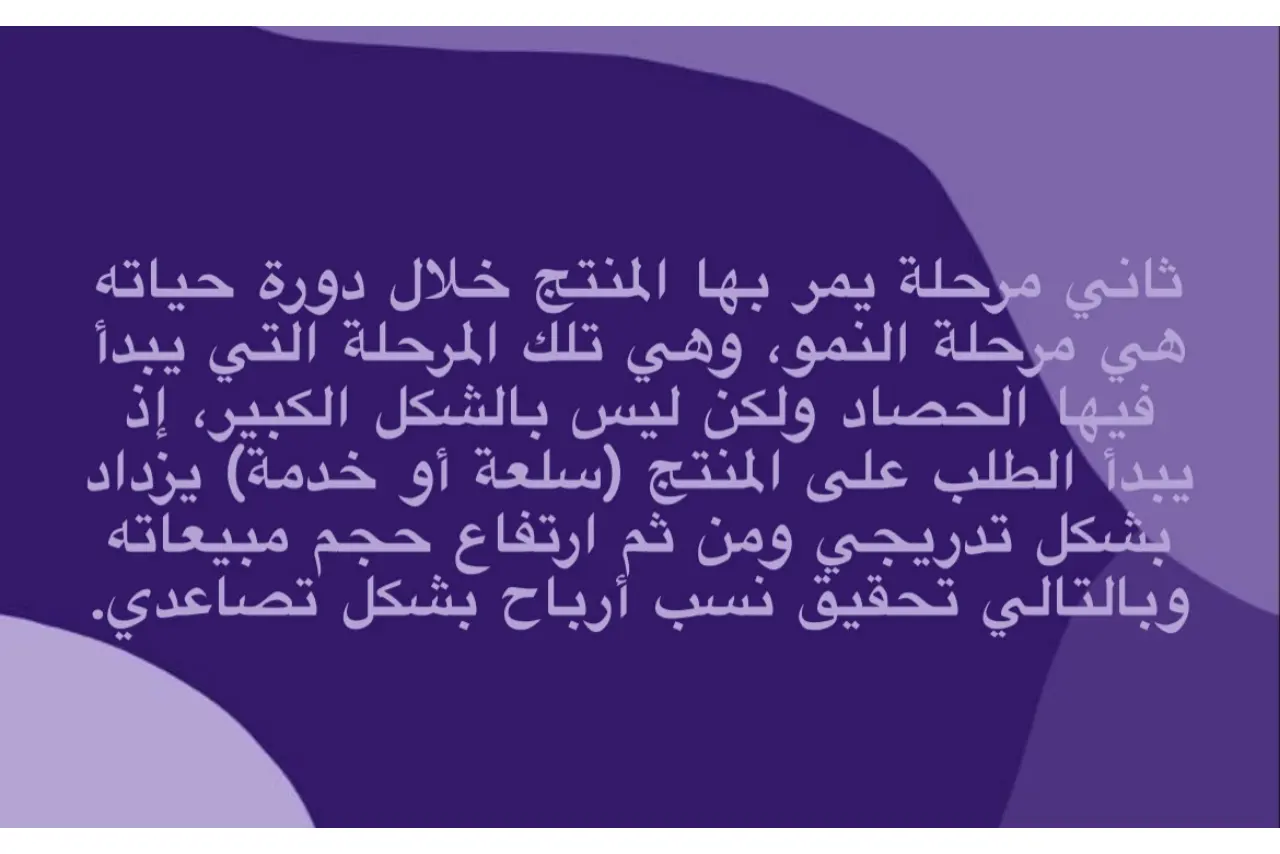 ثاني مرحلة يمر بها المنتج خلال دورة حياته
هي مرحلة النمو، وهي تلك المرحلة التي يبدأ
فيها الحصاد ولكن ليس بالشكل الكبير، إذ
يبدأ الطلب على المنتج (سلعة أو خدمة) يزداد
بشكل تدريجي ومن ثم ارتفاع حجم مبيعاته
وبالتالي تحقيق نسب أرباح بشكل تصاعدي.